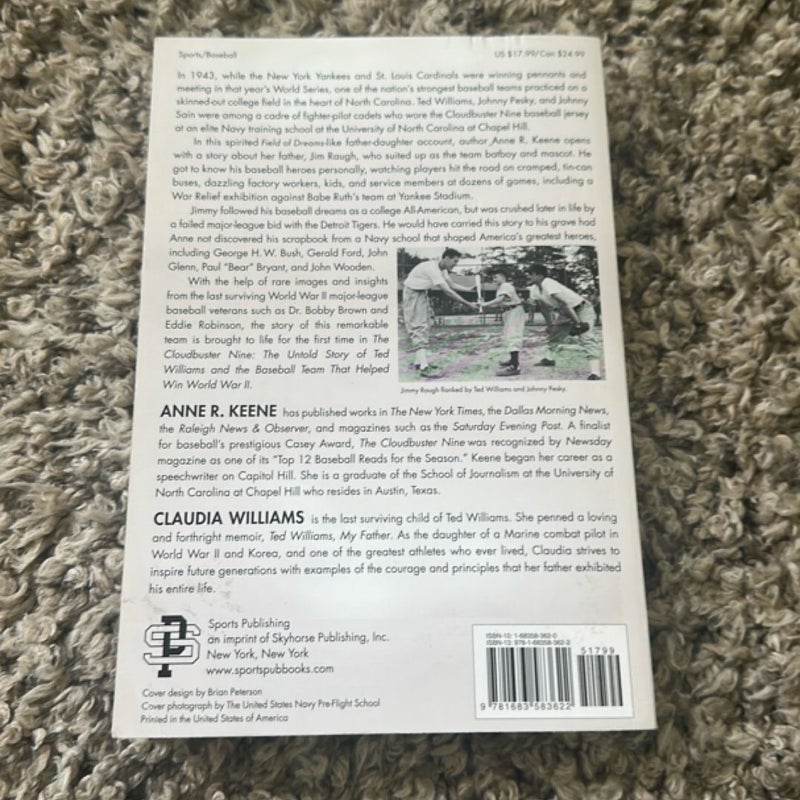 Sports/Baseball
US $17.99/Can $24.99
In 1943, while the New York Yankees and St. Louis Cardinals were winning pennants and
meeting in that year's World Series, one of the nation's strongest baseball teams practiced on a
skinned-out college field in the heart of North Carolina. Ted Williams, Johnny Pesky, and Johnny
Sain were among a cadre of fighter-pilot cadets who wore the Cloudbuster Nine baseball jersey
at an elite Navy training school at the University of North Carolina at Chapel Hill.
In this spirited Field of Dreams-like father-daughter account, author Anne R. Keene opens
with a story about her father, Jim Raugh, who suited up as the team batboy and mascot. He
got to know his baseball heroes personally, watching players hit the road on cramped, tin-can
buses, dazzling factory workers, kids, and service members at dozens of games, including a
War Relief exhibition against Babe Ruth's team at Yankee Stadium.
Jimmy followed his baseball dreams as a college All-American, but was crushed later in life by
a failed major-league bid with the Detroit Tigers. He would have carried this story to his grave had
Anne not discovered his scrapbook from a Navy school that shaped America's greatest heroes,
including George H. W. Bush, Gerald Ford, John
Glenn, Paul "Bear" Bryant, and John Wooden.
With the help of rare images and insights
from the last surviving World War II major-league
baseball veterans such as Dr. Bobby Brown and
Eddie Robinson, the story of this remarkable
team is brought to life for the first time in The
Cloudbuster Nine: The Untold Story of Ted
Williams and the Baseball Team That Helped
Win World War II.
Jimmy Raugh flanked by Ted Williams and Johnny Pesky.
ANNE R. KEENE has published works in The New York Times, the Dallas Morning News,
the Raleigh News & Observer, and magazines such as the Saturday Evening Post. A finalist
for baseball's prestigious Casey Award, The Cloudbuster Nine was recognized by Newsday
magazine as one of its "Top 12 Baseball Reads for the Season." Keene began her career as a
speechwriter on Capitol Hill. She is a graduate of the School of Journalism at the University of
North Carolina at Chapel Hill who resides in Austin, Texas.
CLAUDIA WILLIAMS is the last surviving child of Ted Williams. She penned a loving
and forthright memoir, Ted Williams, My Father. As the daughter of a Marine combat pilot in
World War II and Korea, and one of the greatest athletes who ever lived, Claudia strives to
inspire future generations with examples of the courage and principles that her father exhibited
his entire life.
SP
Sports Publishing
an imprint of Skyhorse Publishing, Inc.
New York, New York
www.sportspubbooks.com
Cover design by Brian Peterson
Cover photograph by The United States Navy Pre-Flight School
Printed in the United States of America
ISBN-10: 1-68358-362-0
ISBN-13: 978-1-68358-362-2
51799
9 781683 583622